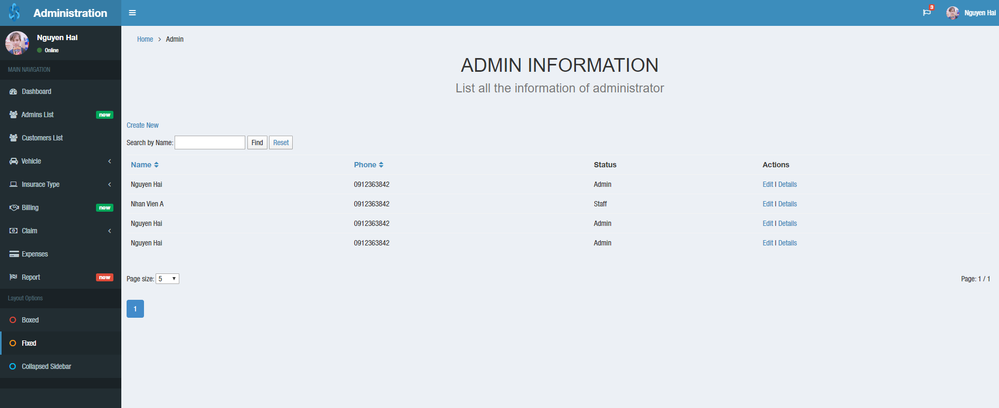 Administration
3
Nguyen Hai
Nguyen Hai
Online
MAIN NAVIGATION
Dashboard
Admins List new
Customers List
Vehicle
Insurace Type
Billing new
Claim
Expenses
Report new
Layout Options
Boxed
Fixed
Collapsed Sidebar
Home > Admin
ADMIN INFORMATION
List all the information of administrator
Create New
Search by Name: Find Reset
Name Phone Status Actions
Nguyen Hai 0912363842 Admin Edit | Details
Nhan Vien A 0912363842 Staff Edit | Details
Nguyen Hai 0912363842 Admin Edit | Details
Nguyen Hai 0912363842 Admin Edit | Details
Page size: 5 Page: 1 / 1
1